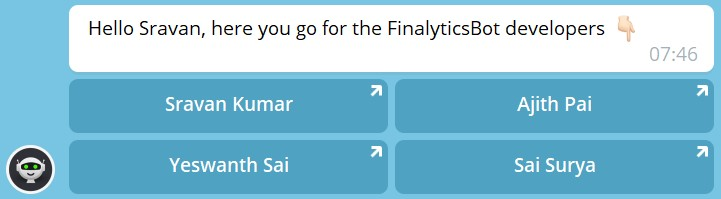 Hello Sravan, here you go for the FinalyticsBot developers 👇🏻
07:46
Sravan Kumar
Ajith Pai
Yeswanth Sai
Sai Surya